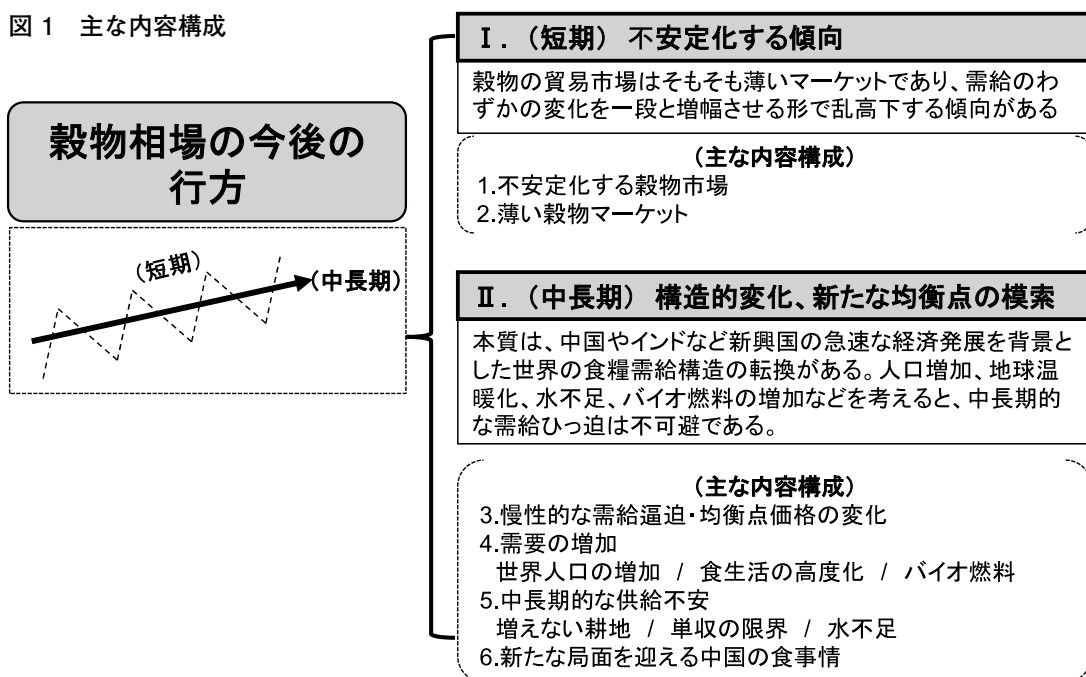 図 1 主な内容構成
穀物相場の今後の
行方
(短期)
(中長期)
Ⅰ．(短期) 不安定化する傾向
穀物の貿易市場はそもそも薄いマーケットであり、需給のわ
ずかの変化を一段と増幅させる形で乱高下する傾向がある
(主な内容構成)
1.不安定化する穀物市場
2.薄い穀物マーケット
Ⅱ．(中長期) 構造的変化、新たな均衡点の模索
本質は、中国やインドなど新興国の急速な経済発展を背景と
した世界の食糧需給構造の転換がある。人口増加、地球温
暖化、水不足、バイオ燃料の増加などを考えると、中長期的
な需給ひっ迫は不可避である。
(主な内容構成)
3.慢性的な需給逼迫・均衡点価格の変化
4.需要の増加
世界人口の増加 / 食生活の高度化 / バイオ燃料
5.中長期的な供給不安
増えない耕地 / 単収の限界 / 水不足
6.新たな局面を迎える中国の食事情